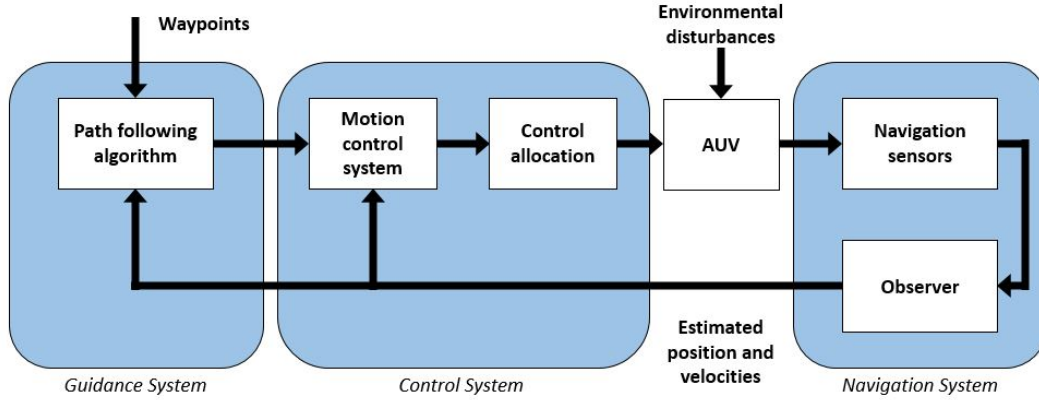 Waypoints
Environmental
disturbances
Path following
algorithm
Motion
control
system
Control
allocation
AUV
Navigation
sensors
Observer
Estimated
position and
velocities
Guidance System
Control System
Navigation System